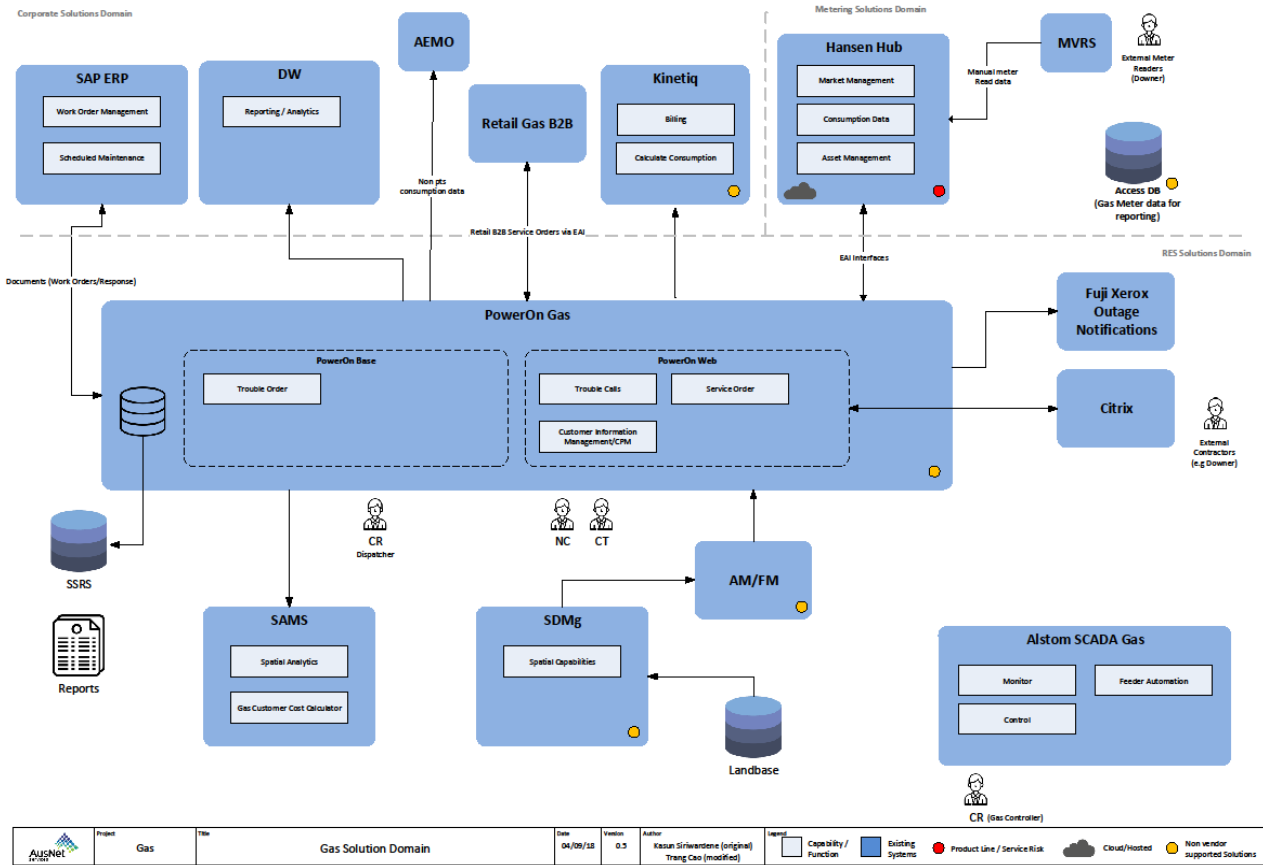 Corporate Solutions Domain
Metering Solutions Domain
SAP ERP
Work Order Management
Scheduled Maintenance
DW
Reporting / Analytics
AEMO
Retail Gas B2B
Kinetiq
Billing
Calculate Consumption
Hansen Hub
Market Management
Consumption Data
Asset Management
MVRS
External Meter
Readers
(Downer)
Manual meter
Read data
Access DB
(Gas Meter data for
reporting)
Non pts
consumption data
Retail B2B Service Orders via EAI
EAI Interfaces
RES Solutions Domain
Documents (Work Orders/Response)
PowerOn Gas
PowerOn Base
Trouble Order
PowerOn Web
Trouble Calls
Service Order
Customer Information
Management/CPM
Fuji Xerox
Outage
Notifications
Citrix
External
Contractors
(e.g Downer)
SSRS
Reports
CR
Dispatcher
NC
CT
SAMS
Spatial Analytics
Gas Customer Cost Calculator
SDMg
Spatial Capabilities
AM/FM
Landbase
Alstom SCADA Gas
Monitor
Feeder Automation
Control
CR (Gas Controller)
AusNet
services
Project
Gas
Title
Gas Solution Domain
Date
04/09/18
Version
0.5
Author
Kasun Siriwardene (original)
Trang Cao (modified)
Legend
Capability /
Function
Existing
Systems
Product Line / Service Risk
Cloud/Hosted
Non vendor
supported Solutions